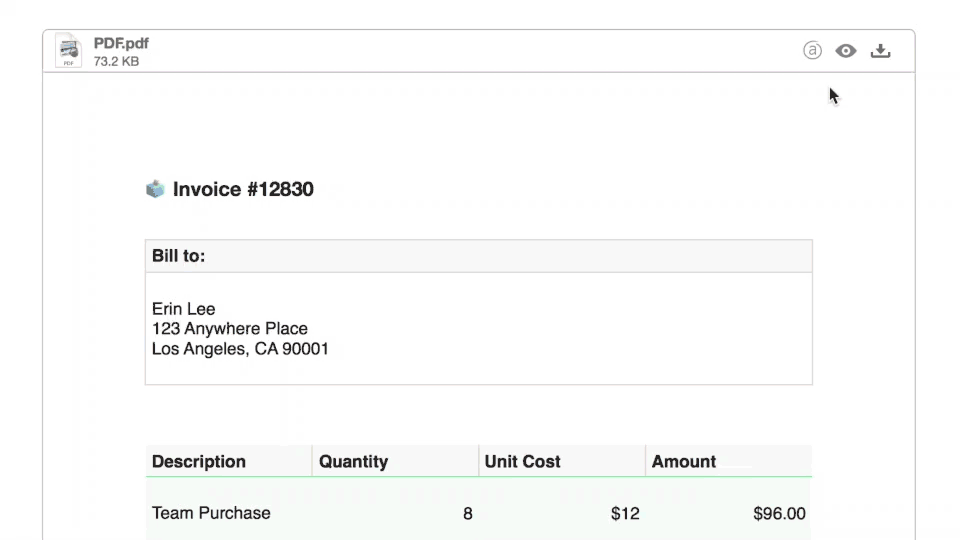 PDF.pdf
73.2 KB
PDF
Invoice #12830
Bill to:
Erin Lee
123 Anywhere Place
Los Angeles, CA 90001
Description Quantity Unit Cost Amount
Team Purchase 8 $12 $96.00